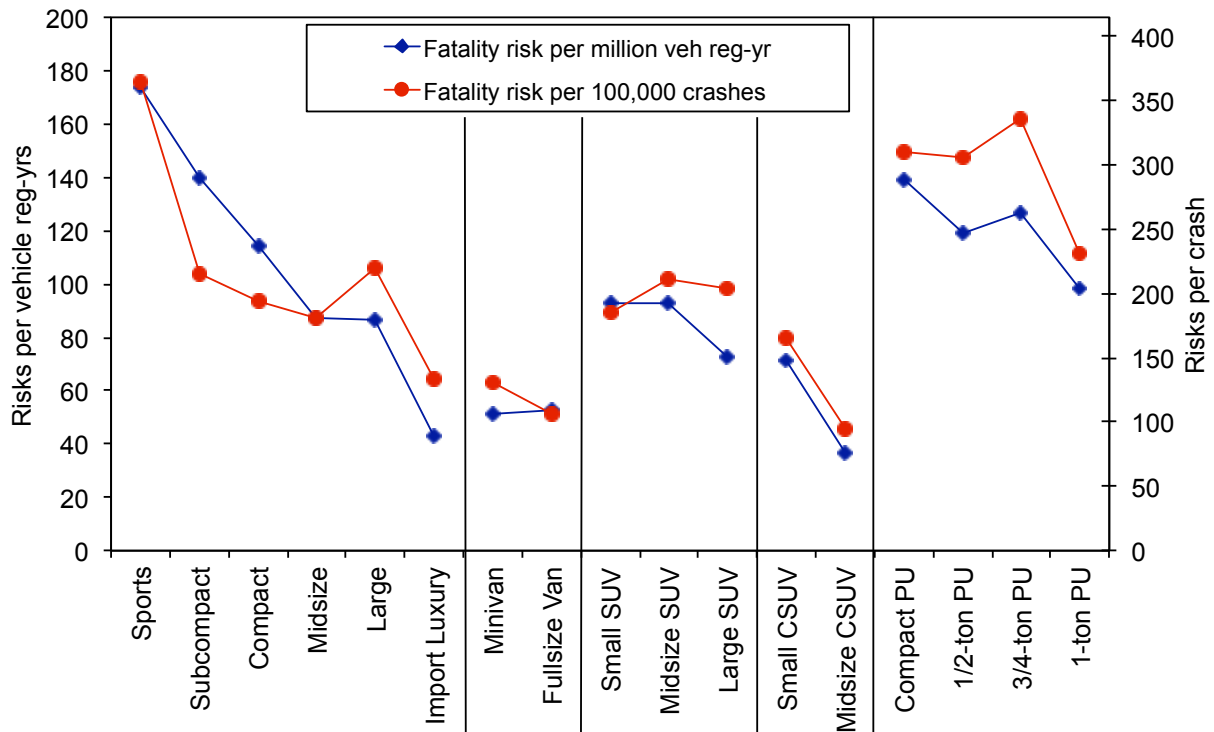 200
180
160
140
120
100
80
60
40
20
0
Risks per vehicle reg-yrs
Fatality risk per million veh reg-yr
Fatality risk per 100,000 crashes
400
350
300
250
200
150
100
50
0
Risks per crash
Sports
Subcompact
Compact
Midsize
Large
Import Luxury
Minivan
Fullsize Van
Small SUV
Midsize SUV
Large SUV
Small CSUV
Midsize CSUV
Compact PU
1/2-ton PU
3/4-ton PU
1-ton PU